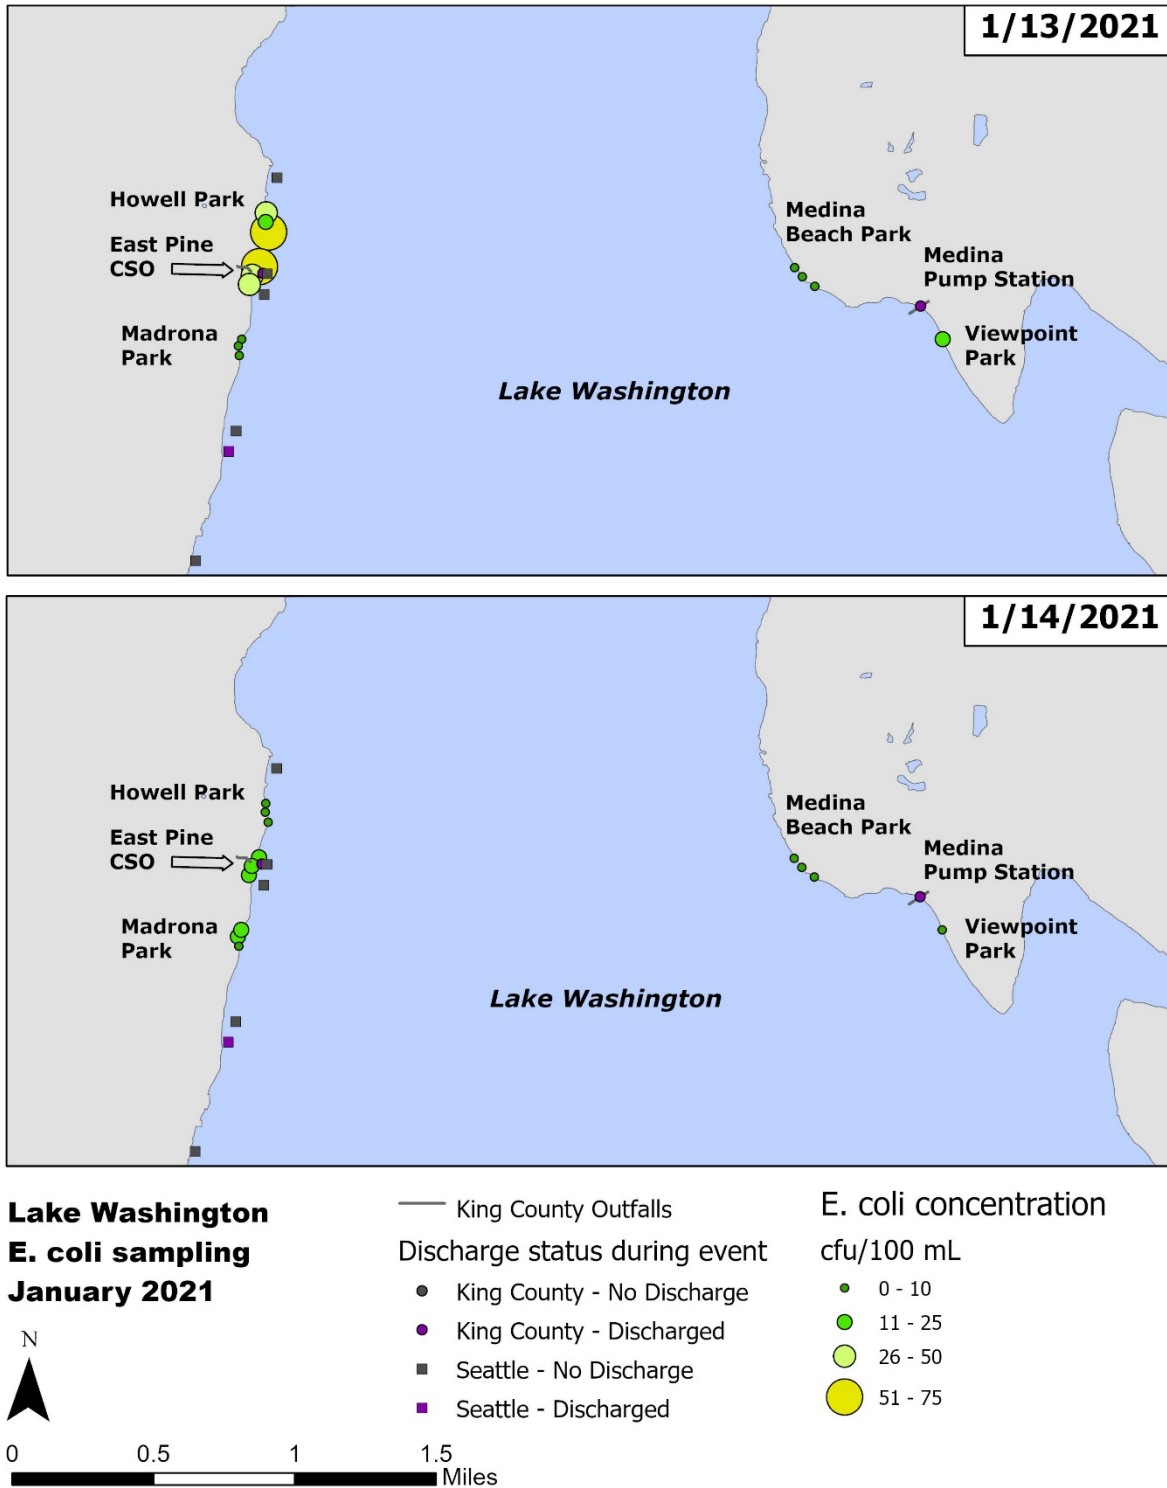 1/13/2021
Howell Park
East Pine
CSO
Madrona
Park
Medina
Beach Park
Medina
Pump Station
Viewpoint
Park
Lake Washington
1/14/2021
Howell Park
East Pine
CSO
Madrona
Park
Medina
Beach Park
Medina
Pump Station
Viewpoint
Park
Lake Washington
Lake Washington
E. coli sampling
January 2021
N
0 0.5 1 1.5
Miles
King County Outfalls
Discharge status during event
King County - No Discharge
King County - Discharged
Seattle - No Discharge
Seattle - Discharged
E. coli concentration
cfu/100 mL
0 - 10
11 - 25
26 - 50
51 - 75